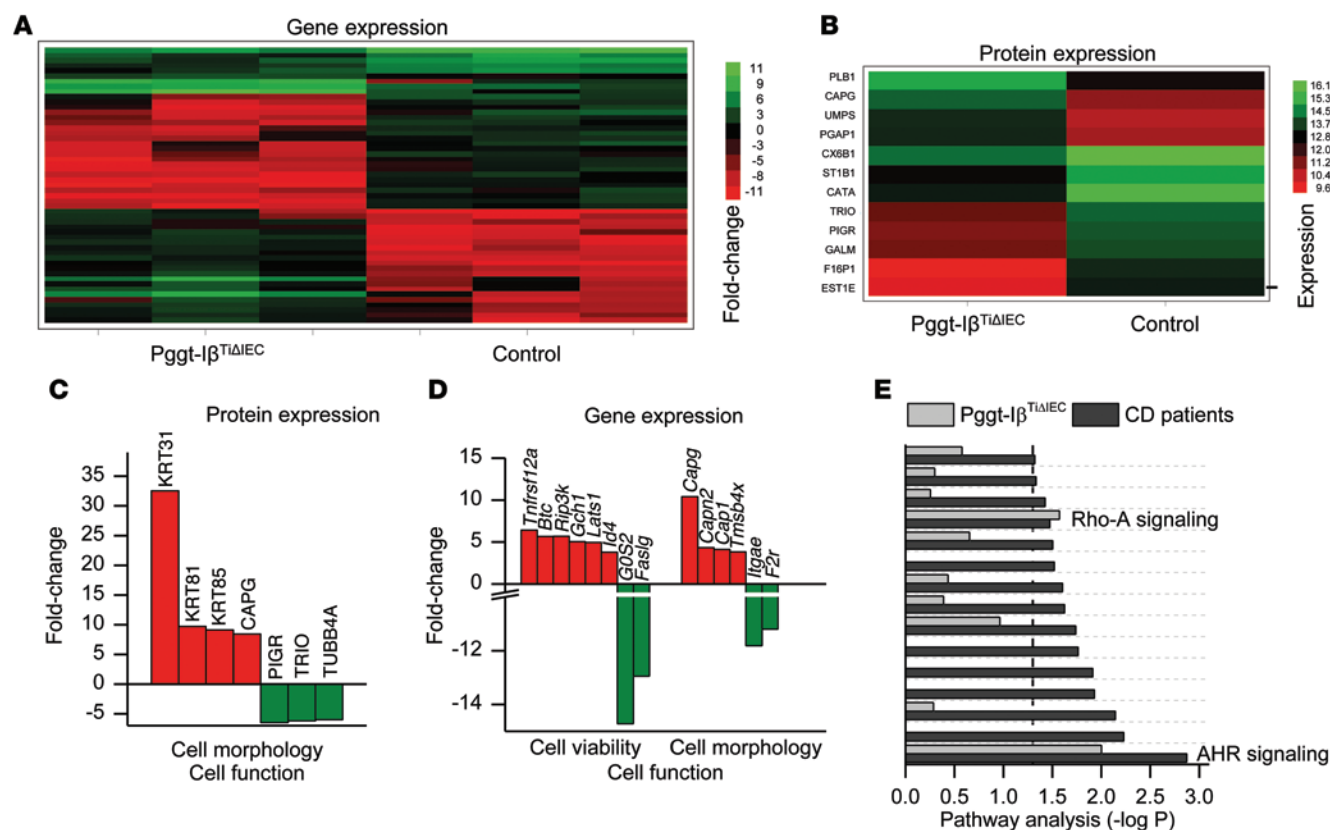 A
Gene expression
11
9
6
3
0
-3
-5
-8
-11
Fold-change
Pggt-Iβ^TiΔIEC
Control
B
Protein expression
PLB1
CAPG
UMPS
PGAP1
CX6B1
ST1B1
CATA
TRIO
PIGR
GALM
F16P1
EST1E
16.1
15.3
14.5
13.7
12.8
12.0
11.2
10.4
9.6
Expression
Pggt-Iβ^TiΔIEC
Control
C
Protein expression
Fold-change
35
30
25
20
15
10
5
0
-5
KRT31
KRT81
KRT85
CAPG
PIGR
TRIO
TUBB4A
Cell morphology
Cell function
D
Gene expression
Fold-change
15
10
5
0
-12
-14
Tnfrsf12a
Btc
Rip3k
Gch1
Lats1
Id4
G0S2
Faslg
Capg
Capn2
Cap1
Tmsb4x
Itgae
F2r
Cell viability
Cell morphology
Cell function
E
Pggt-Iβ^TiΔIEC
CD patients
Rho-A signaling
AHR signaling
0.0 0.5 1.0 1.5 2.0 2.5 3.0
Pathway analysis (-log P)